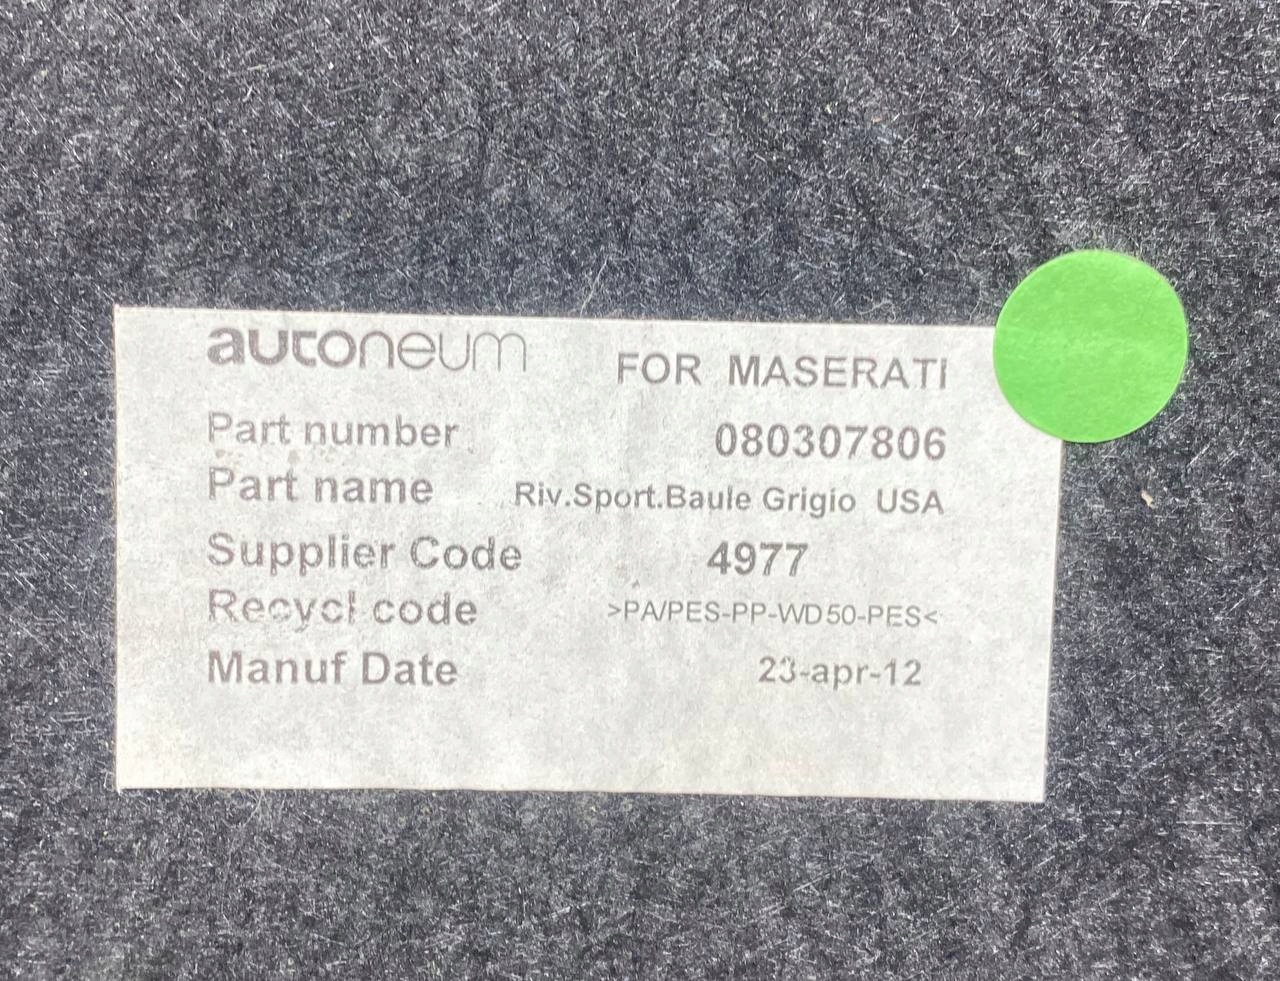 autoneum FOR MASERATI
Part number 080307806
Part name Riv.Sport.Baule Grigio USA
Supplier Code 4977
Recycl code >PA/PES-PP-WD50-PES<
Manuf Date 23-apr-12